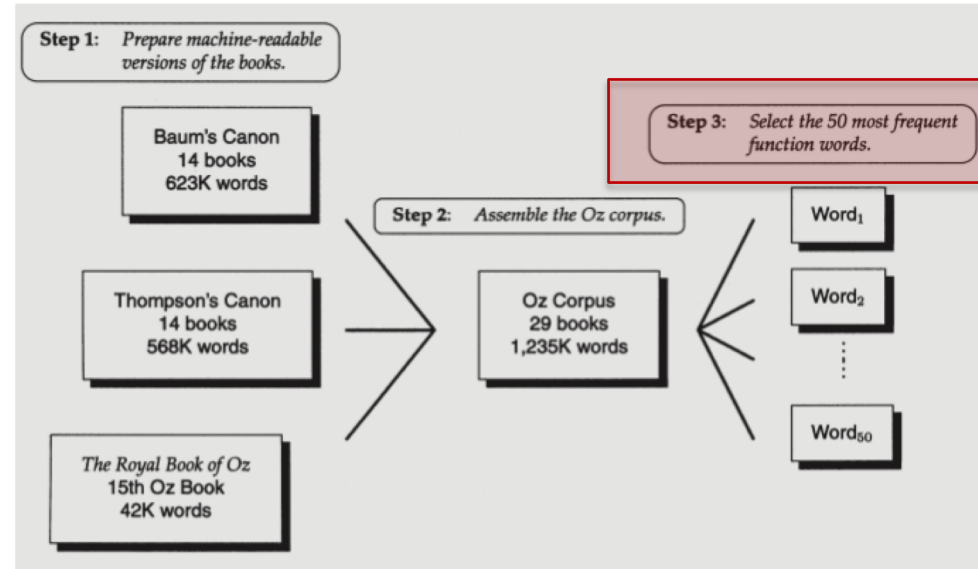 Step 1: Prepare machine-readable
versions of the books.
Baum's Canon
14 books
623K words
Thompson's Canon
14 books
568K words
The Royal Book of Oz
15th Oz Book
42K words
Step 2: Assemble the Oz corpus.
Oz Corpus
29 books
1,235K words
Step 3: Select the 50 most frequent
function words.
Word₁
Word₂
Word₅₀